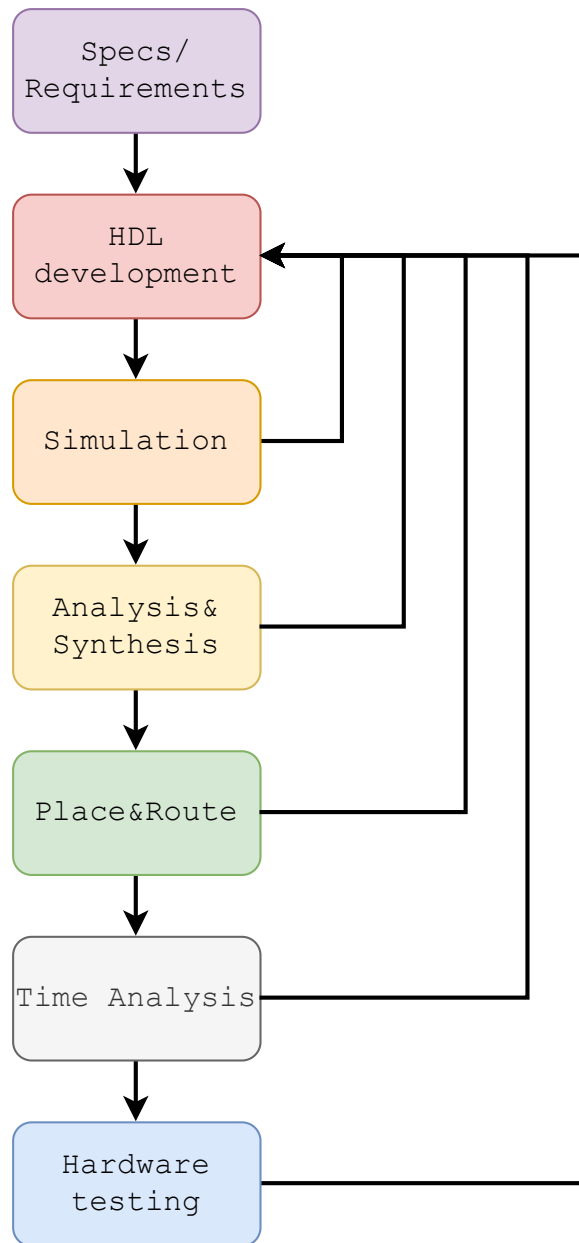 Specs/
Requirements
HDL
development
Simulation
Analysis&
Synthesis
Place&Route
Time Analysis
Hardware
testing